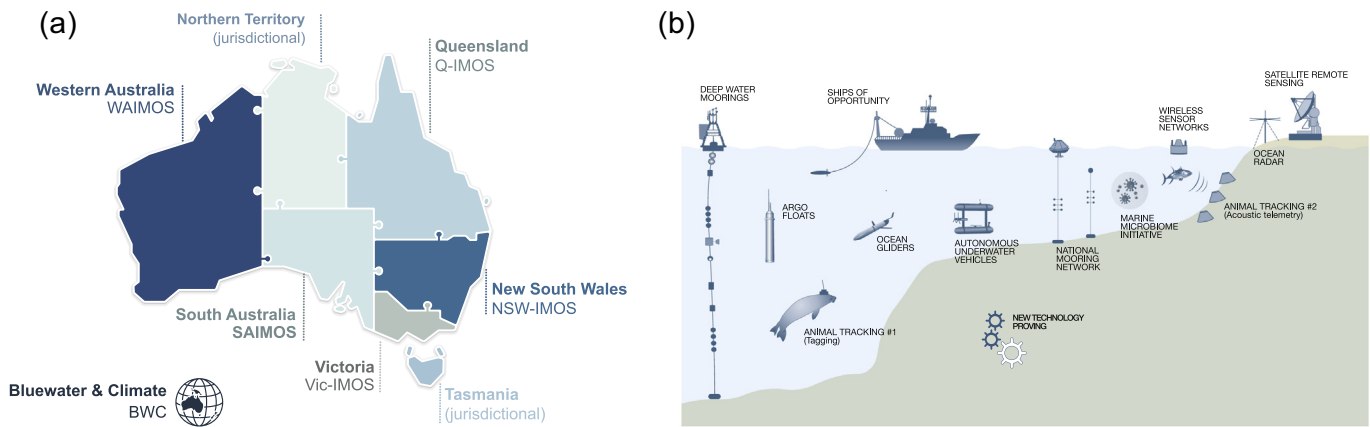 (a)
Northern Territory
(jurisdictional)
Queensland
Q-IMOS
Western Australia
WAIMOS
New South Wales
NSW-IMOS
South Australia
SAIMOS
Victoria
Vic-IMOS
Tasmania
(jurisdictional)
Bluewater & Climate
BWC
(b)
DEEP WATER
MOORINGS
SHIPS OF
OPPORTUNITY
SATELLITE REMOTE
SENSING
WIRELESS
SENSOR
NETWORKS
OCEAN
RADAR
ARGO
FLOATS
OCEAN
GLIDERS
AUTONOMOUS
UNDERWATER
VEHICLES
NATIONAL
MOORING
NETWORK
MARINE
MICROBIOME
INITIATIVE
ANIMAL TRACKING #2
(Acoustic telemetry)
ANIMAL TRACKING #1
(Tagging)
NEW TECHNOLOGY
PROVING